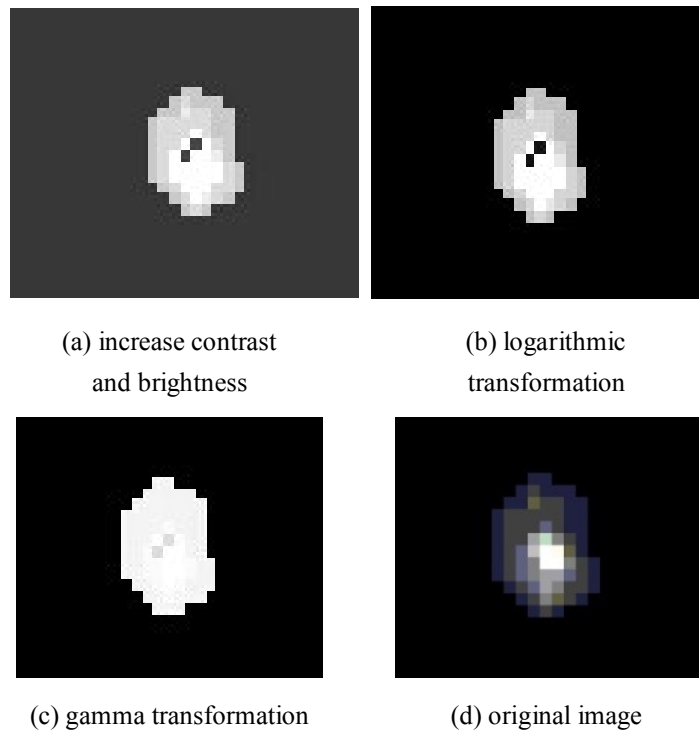 (a) increase contrast
and brightness
(b) logarithmic
transformation
(c) gamma transformation
(d) original image